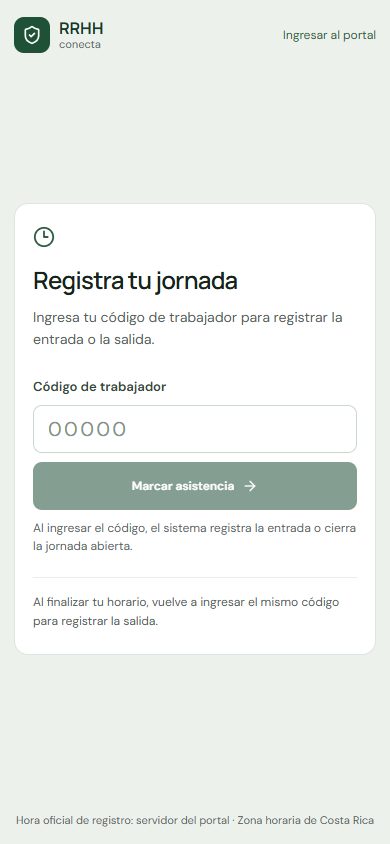 RRHH
conecta
Ingresar al portal
Registra tu jornada
Ingresa tu código de trabajador para registrar la
entrada o la salida.
Código de trabajador
00000
Marcar asistencia →
Al ingresar el código, el sistema registra la entrada o cierra
la jornada abierta.
Al finalizar tu horario, vuelve a ingresar el mismo código
para registrar la salida.
Hora oficial de registro: servidor del portal · Zona horaria de Costa Rica